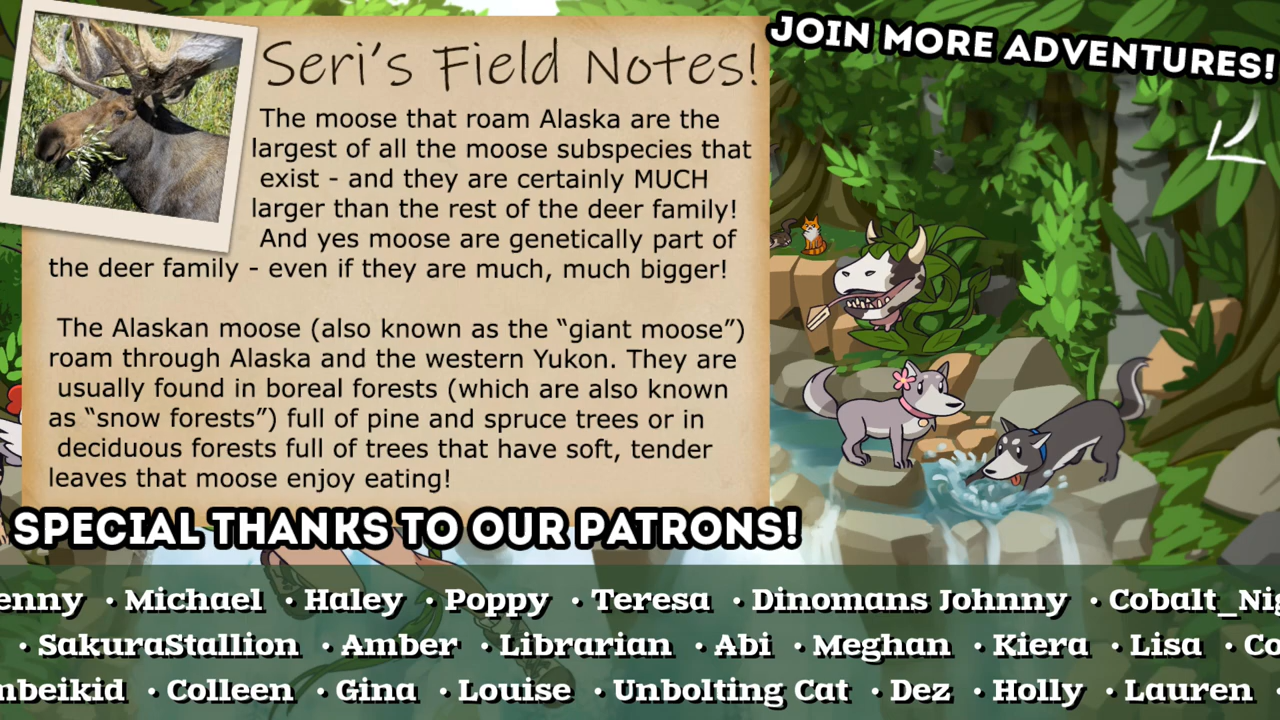 Seri's Field Notes!
JOIN MORE ADVENTURES!
The moose that roam Alaska are the
largest of all the moose subspecies that
exist - and they are certainly MUCH
larger than the rest of the deer family!
And yes moose are genetically part of
the deer family - even if they are much, much bigger!
The Alaskan moose (also known as the “giant moose”)
roam through Alaska and the western Yukon. They are
usually found in boreal forests (which are also known
as “snow forests”) full of pine and spruce trees or in
deciduous forests full of trees that have soft, tender
leaves that moose enjoy eating!
SPECIAL THANKS TO OUR PATRONS!
enny • Michael • Haley • Poppy • Teresa • Dinomans Johnny • Cobalt_Nig
• SakuraStallion • Amber • Librarian • Abi • Meghan • Kiera • Lisa • Co
mbeikid • Colleen • Gina • Louise • Unbolting Cat • Dez • Holly • Lauren •